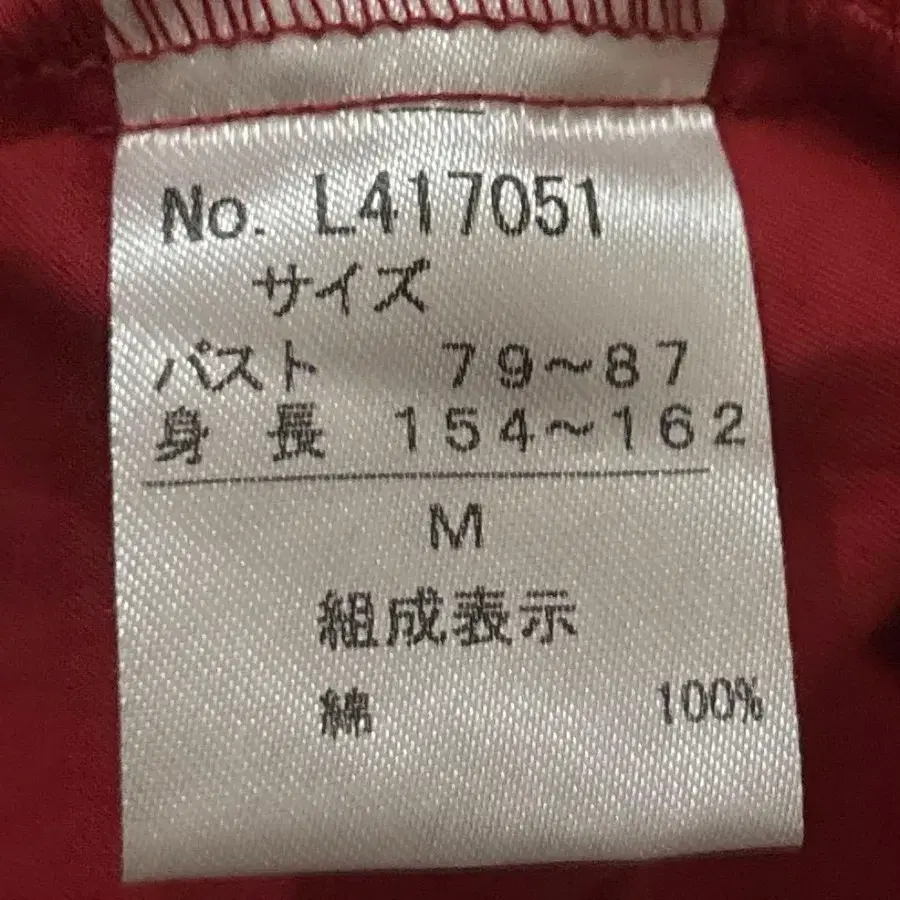 No. L417051
サイズ
バスト 79～87
身 長 154～162
M
組成表示
綿 100%